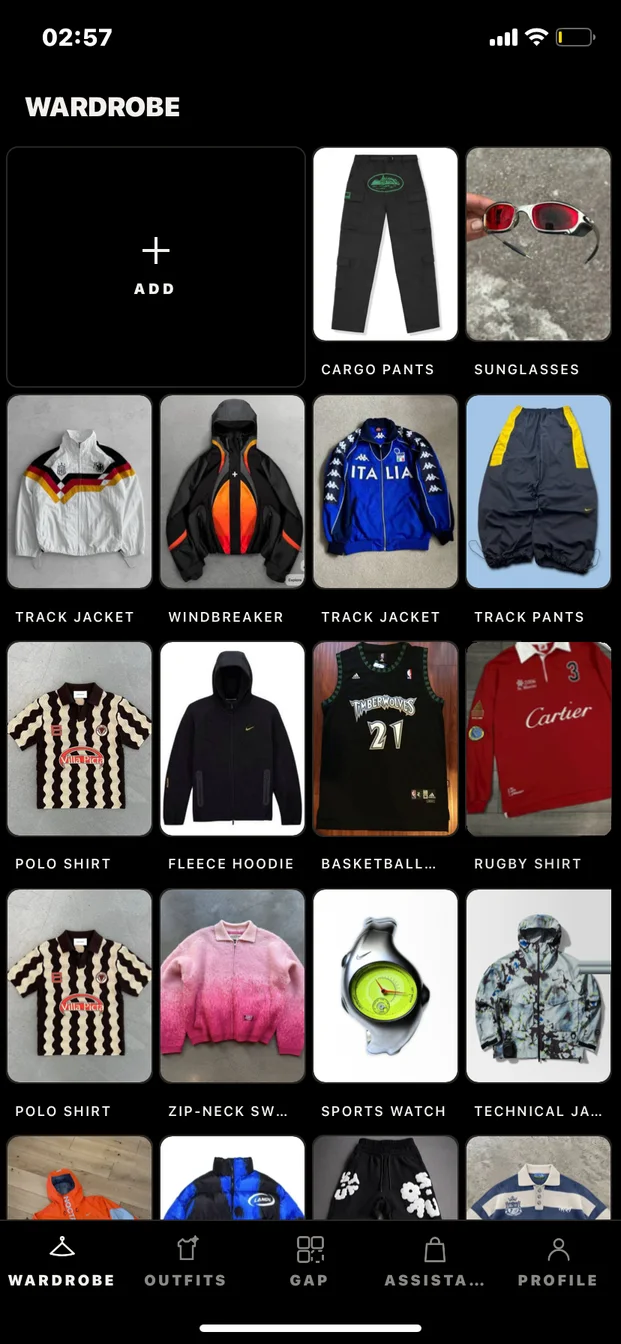 02:57
WARDROBE
ADD
CARGO PANTS
SUNGLASSES
TRACK JACKET
WINDBREAKER
ITALIA
TRACK JACKET
TRACK PANTS
Villa Picta
POLO SHIRT
FLEECE HOODIE
TIMBERWOLVES
21
BASKETBALL...
3
Cartier
RUGBY SHIRT
Villa Picta
POLO SHIRT
ZIP-NECK SW...
SPORTS WATCH
TECHNICAL JA...
WARDROBE
OUTFITS
GAP
ASSISTA...
PROFILE